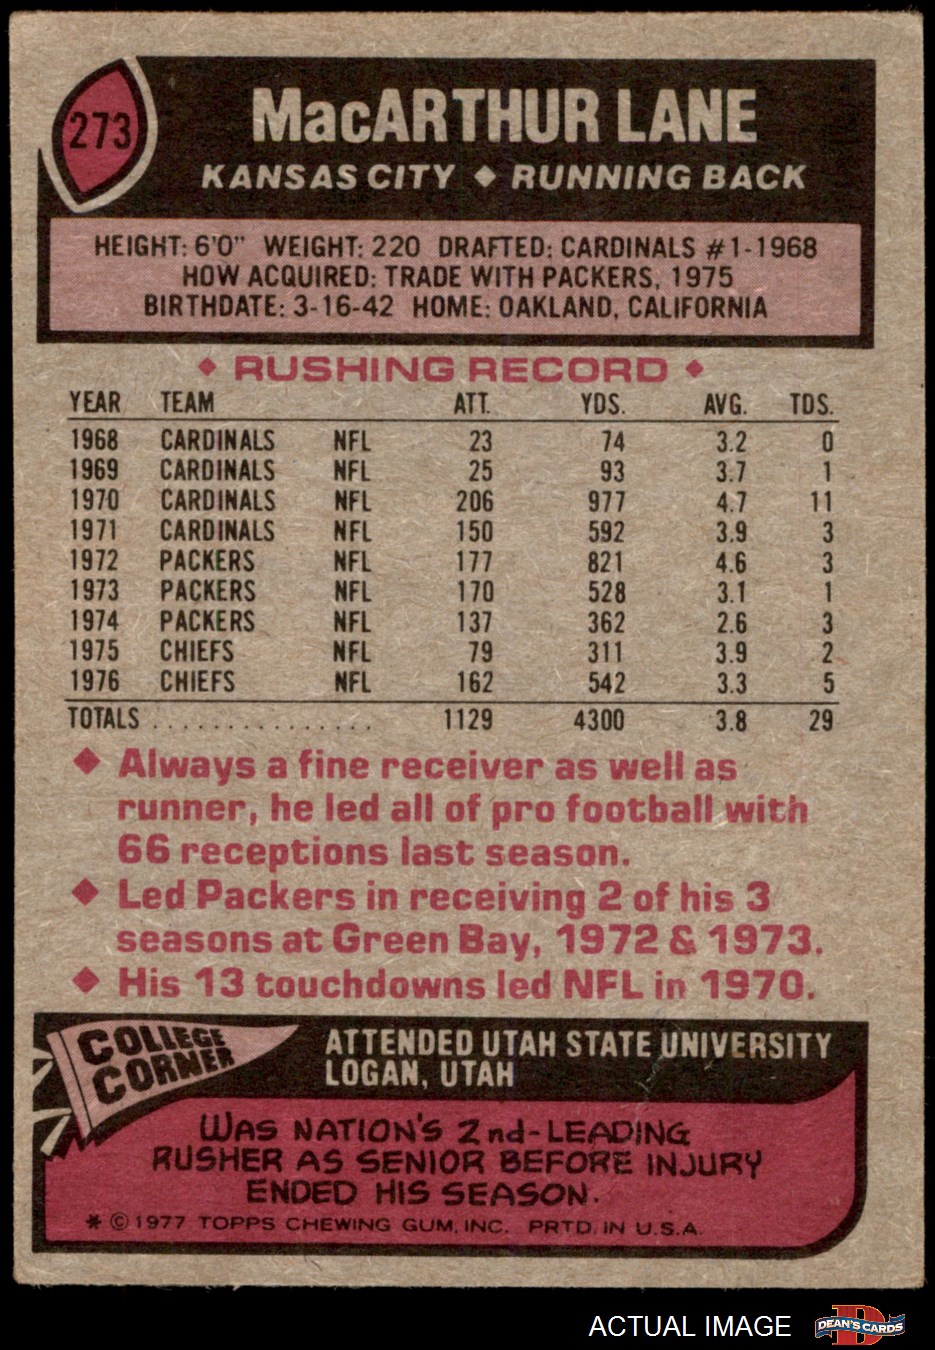 273
MacARTHUR LANE
KANSAS CITY ◆ RUNNING BACK
HEIGHT: 6'0" WEIGHT: 220 DRAFTED: CARDINALS #1-1968
HOW ACQUIRED: TRADE WITH PACKERS, 1975
BIRTHDATE: 3-16-42 HOME: OAKLAND, CALIFORNIA
◆ RUSHING RECORD ◆
YEAR TEAM ATT. YDS. AVG. TDS.
1968 CARDINALS NFL 23 74 3.2 0
1969 CARDINALS NFL 25 93 3.7 1
1970 CARDINALS NFL 206 977 4.7 11
1971 CARDINALS NFL 150 592 3.9 3
1972 PACKERS NFL 177 821 4.6 3
1973 PACKERS NFL 170 528 3.1 1
1974 PACKERS NFL 137 362 2.6 3
1975 CHIEFS NFL 79 311 3.9 2
1976 CHIEFS NFL 162 542 3.3 5
TOTALS . . . . . . . . . . . . . . . 1129 4300 3.8 29
◆ Always a fine receiver as well as
runner, he led all of pro football with
66 receptions last season.
◆ Led Packers in receiving 2 of his 3
seasons at Green Bay, 1972 & 1973.
◆ His 13 touchdowns led NFL in 1970.
COLLEGE
CORNER
ATTENDED UTAH STATE UNIVERSITY
LOGAN, UTAH
WAS NATION'S 2nd-LEADING
RUSHER AS SENIOR BEFORE INJURY
ENDED HIS SEASON.
* © 1977 TOPPS CHEWING GUM, INC. PRTD. IN U.S.A.
ACTUAL IMAGE
D
DEAN'S CARDS